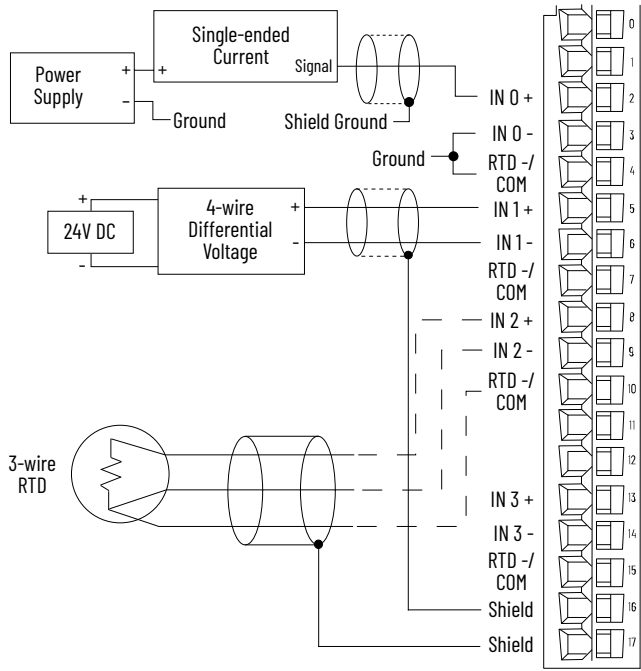 Single-ended
Current
Signal
Power
Supply
+
-
+
Ground
Shield Ground
Ground
IN 0 +
IN 0 -
RTD -/
COM
24V DC
+
-
4-wire
Differential
Voltage
+
-
IN 1 +
IN 1 -
RTD -/
COM
IN 2 +
IN 2 -
RTD -/
COM
3-wire
RTD
IN 3 +
IN 3 -
RTD -/
COM
Shield
Shield
0
1
2
3
4
5
6
7
8
9
10
11
12
13
14
15
16
17